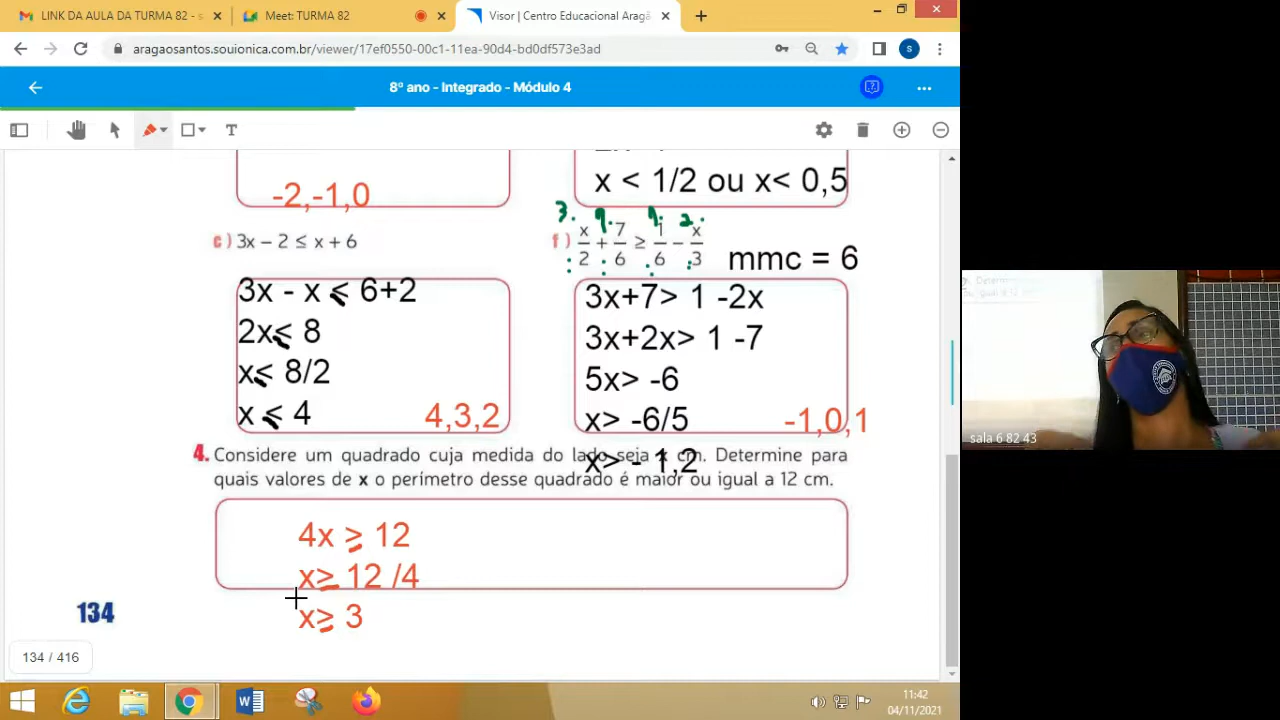 LINK DA AULA DA TURMA 82 - s
Meet: TURMA 82
Visor | Centro Educacional Aragã
aragaosantos.souionica.com.br/viewer/17ef0550-00c1-11ea-90d4-bd0df573e3ad
s
8º ano - Integrado - Módulo 4
T
-2,-1,0
x < 1/2 ou x< 0,5
3. 1. 1. 2.
c) 3x – 2 ≤ x + 6
f) x/2 + 7/6 ≥ 1/6 – x/3
mmc = 6
3x - x ≤ 6+2
2x≤ 8
x≤ 8/2
x ≤ 4
4,3,2
3x+7> 1 -2x
3x+2x> 1 -7
5x> -6
x> -6/5
-1,0,1
x> - 1,2
4. Considere um quadrado cuja medida do lado seja x cm. Determine para
quais valores de x o perímetro desse quadrado é maior ou igual a 12 cm.
4x ≥ 12
x≥ 12 /4
x≥ 3
134
134 / 416
sala 6 82 43
11:42
04/11/2021